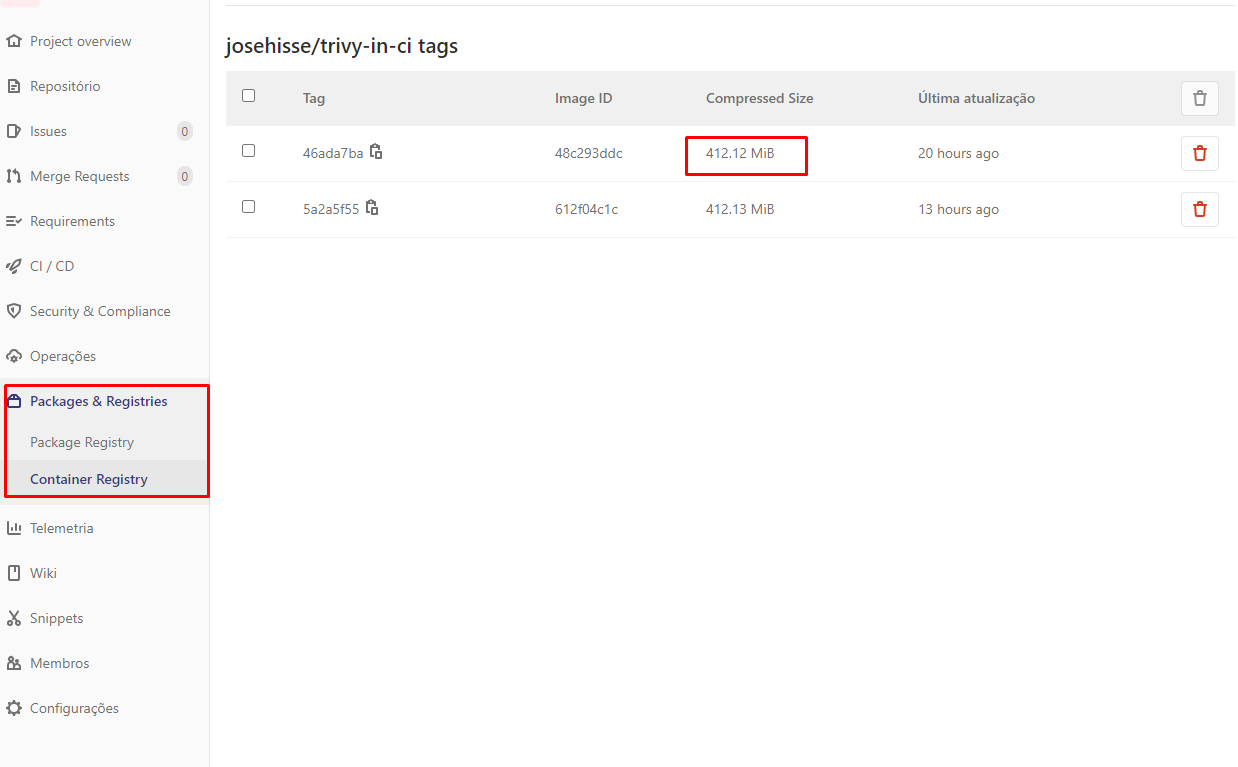 Project overview
Repositório
Issues 0
Merge Requests 0
Requirements
CI / CD
Security & Compliance
Operações
Packages & Registries
Package Registry
Container Registry
Telemetria
Wiki
Snippets
Membros
Configurações
josehisse/trivy-in-ci tags
Tag Image ID Compressed Size Última atualização
46ada7ba 48c293ddc 412.12 MiB 20 hours ago
5a2a5f55 612f04c1c 412.13 MiB 13 hours ago